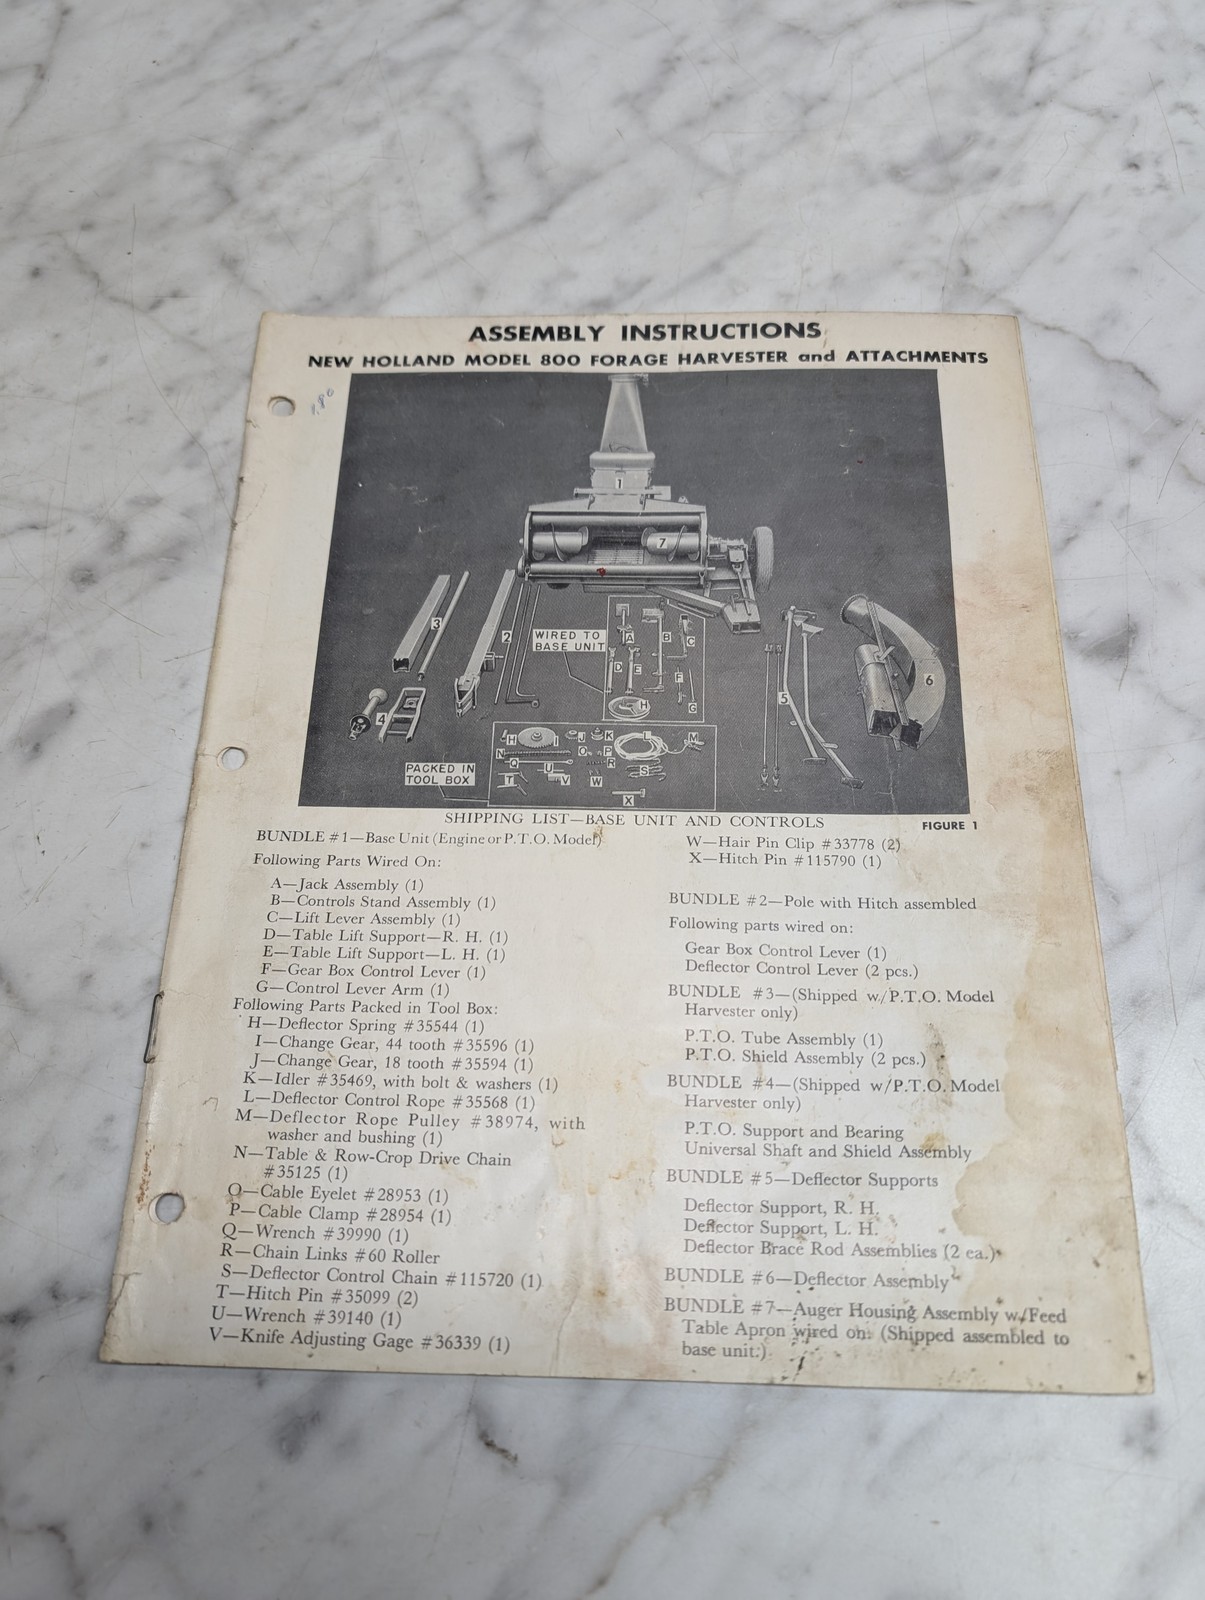 ASSEMBLY INSTRUCTIONS
NEW HOLLAND MODEL 800 FORAGE HARVESTER and ATTACHMENTS
1
7
3
2
WIRED TO
BASE UNIT
A
B
C
D
E
F
G
H
4
5
6
PACKED IN
TOOL BOX
H
I
J
K
L
M
N
O
P
Q
R
S
T
U
V
W
X
SHIPPING LIST—BASE UNIT AND CONTROLS
FIGURE 1
BUNDLE #1—Base Unit (Engine or P.T.O. Model)
Following Parts Wired On:
A—Jack Assembly (1)
B—Controls Stand Assembly (1)
C—Lift Lever Assembly (1)
D—Table Lift Support—R. H. (1)
E—Table Lift Support—L. H. (1)
F—Gear Box Control Lever (1)
G—Control Lever Arm (1)
Following Parts Packed in Tool Box:
H—Deflector Spring #35544 (1)
I—Change Gear, 44 tooth #35596 (1)
J—Change Gear, 18 tooth #35594 (1)
K—Idler #35469, with bolt & washers (1)
L—Deflector Control Rope #35568 (1)
M—Deflector Rope Pulley #38974, with
washer and bushing (1)
N—Table & Row-Crop Drive Chain
#35125 (1)
O—Cable Eyelet #28953 (1)
P—Cable Clamp #28954 (1)
Q—Wrench #39990 (1)
R—Chain Links #60 Roller
S—Deflector Control Chain #115720 (1)
T—Hitch Pin #35099 (2)
U—Wrench #39140 (1)
V—Knife Adjusting Gage #36339 (1)
W—Hair Pin Clip #33778 (2)
X—Hitch Pin #115790 (1)
BUNDLE #2—Pole with Hitch assembled
Following parts wired on:
Gear Box Control Lever (1)
Deflector Control Lever (2 pcs.)
BUNDLE #3—(Shipped w/P.T.O. Model
Harvester only)
P.T.O. Tube Assembly (1)
P.T.O. Shield Assembly (2 pcs.)
BUNDLE #4—(Shipped w/P.T.O. Model
Harvester only)
P.T.O. Support and Bearing
Universal Shaft and Shield Assembly
BUNDLE #5—Deflector Supports
Deflector Support, R. H.
Deflector Support, L. H.
Deflector Brace Rod Assemblies (2 ea.)
BUNDLE #6—Deflector Assembly
BUNDLE #7—Auger Housing Assembly w/Feed
Table Apron wired on. (Shipped assembled to
base unit.)